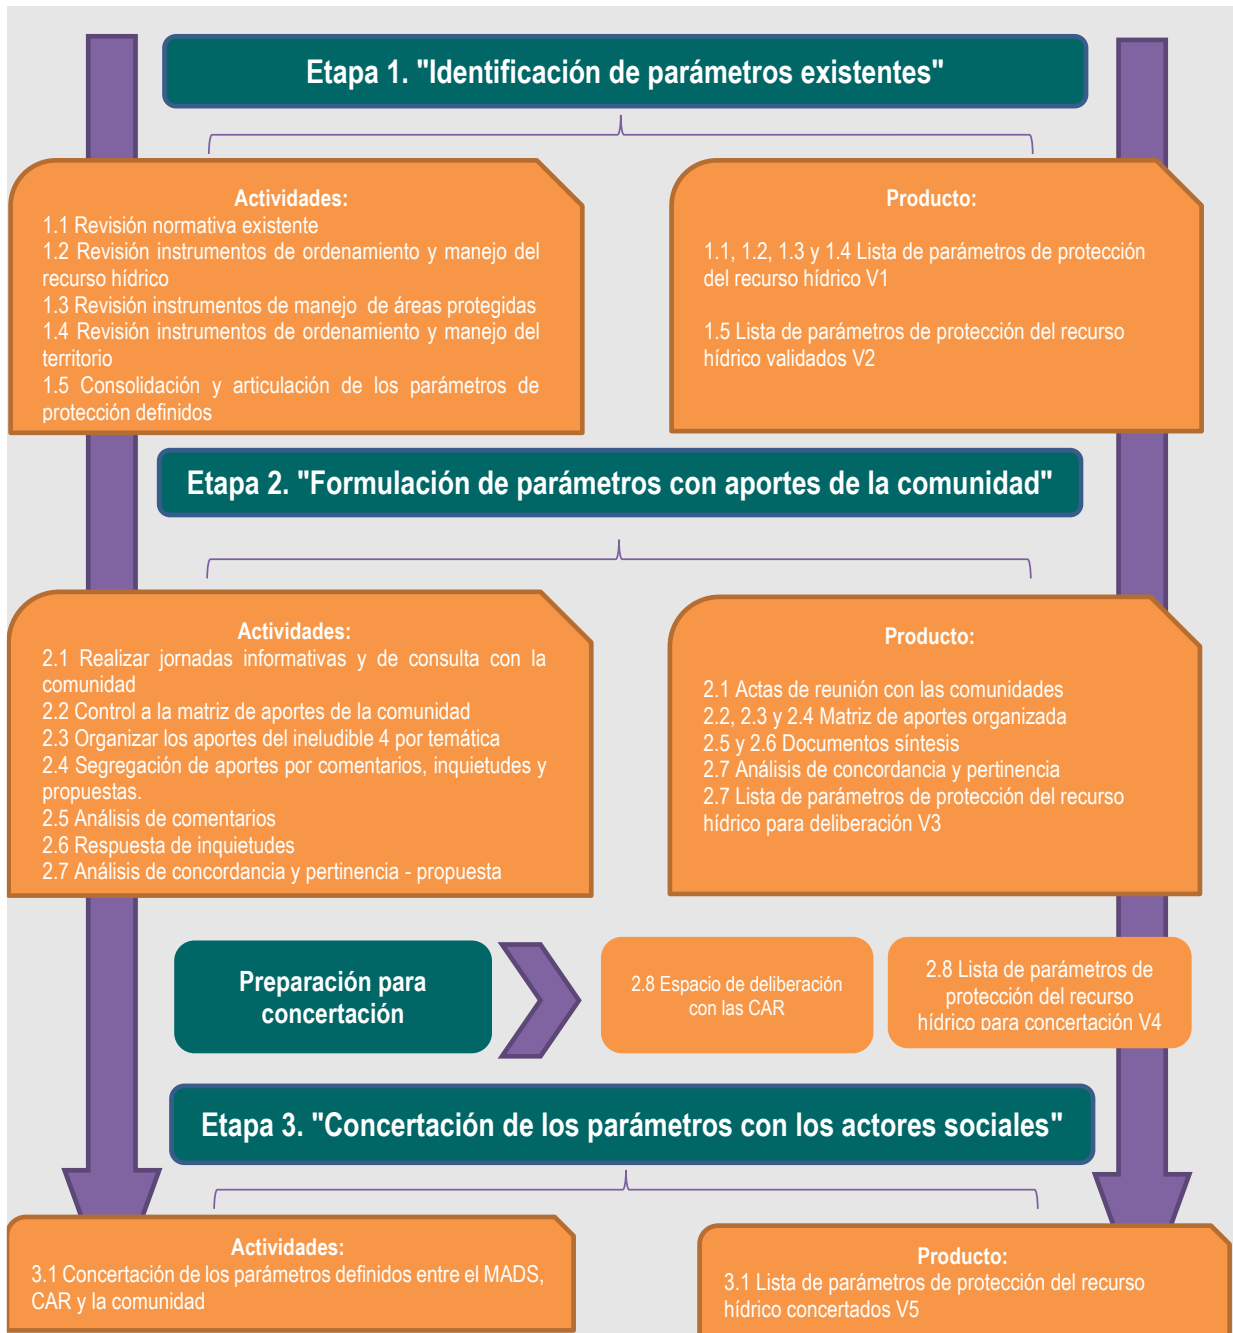 Etapa 1. "Identificación de parámetros existentes"
Actividades:
1.1 Revisión normativa existente
1.2 Revisión instrumentos de ordenamiento y manejo del
recurso hídrico
1.3 Revisión instrumentos de manejo de áreas protegidas
1.4 Revisión instrumentos de ordenamiento y manejo del
territorio
1.5 Consolidación y articulación de los parámetros de
protección definidos
Producto:
1.1, 1.2, 1.3 y 1.4 Lista de parámetros de protección
del recurso hídrico V1
1.5 Lista de parámetros de protección del recurso
hídrico validados V2
Etapa 2. "Formulación de parámetros con aportes de la comunidad"
Actividades:
2.1 Realizar jornadas informativas y de consulta con la
comunidad
2.2 Control a la matriz de aportes de la comunidad
2.3 Organizar los aportes del ineludible 4 por temática
2.4 Segregación de aportes por comentarios, inquietudes y
propuestas.
2.5 Análisis de comentarios
2.6 Respuesta de inquietudes
2.7 Análisis de concordancia y pertinencia - propuesta
Producto:
2.1 Actas de reunión con las comunidades
2.2, 2.3 y 2.4 Matriz de aportes organizada
2.5 y 2.6 Documentos síntesis
2.7 Análisis de concordancia y pertinencia
2.7 Lista de parámetros de protección del recurso
hídrico para deliberación V3
Preparación para
concertación
2.8 Espacio de deliberación
con las CAR
2.8 Lista de parámetros de
protección del recurso
hídrico para concertación V4
Etapa 3. "Concertación de los parámetros con los actores sociales"
Actividades:
3.1 Concertación de los parámetros definidos entre el MADS,
CAR y la comunidad
Producto:
3.1 Lista de parámetros de protección del recurso
hídrico concertados V5